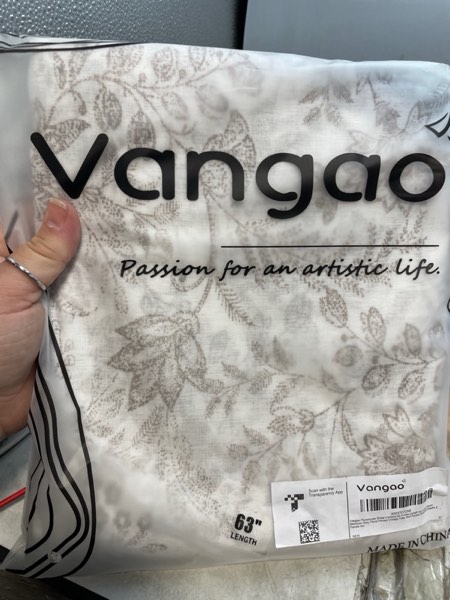 Vangao
Passion for an artistic life.
Scan with the
Transparency App
Vangao
63"
LENGTH
MADE IN CHINA